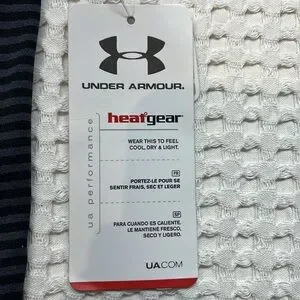 UNDER ARMOUR.
ua performance
heatgear
WEAR THIS TO FEEL
COOL, DRY & LIGHT.
FR
PORTEZ-LE POUR SE
SENTIR FRAIS, SEC ET LEGER
SP
PARA CUANDO ES CALIENTE.
LE MANTIENE FRESCO,
SECO Y LIGERO.
UA.COM